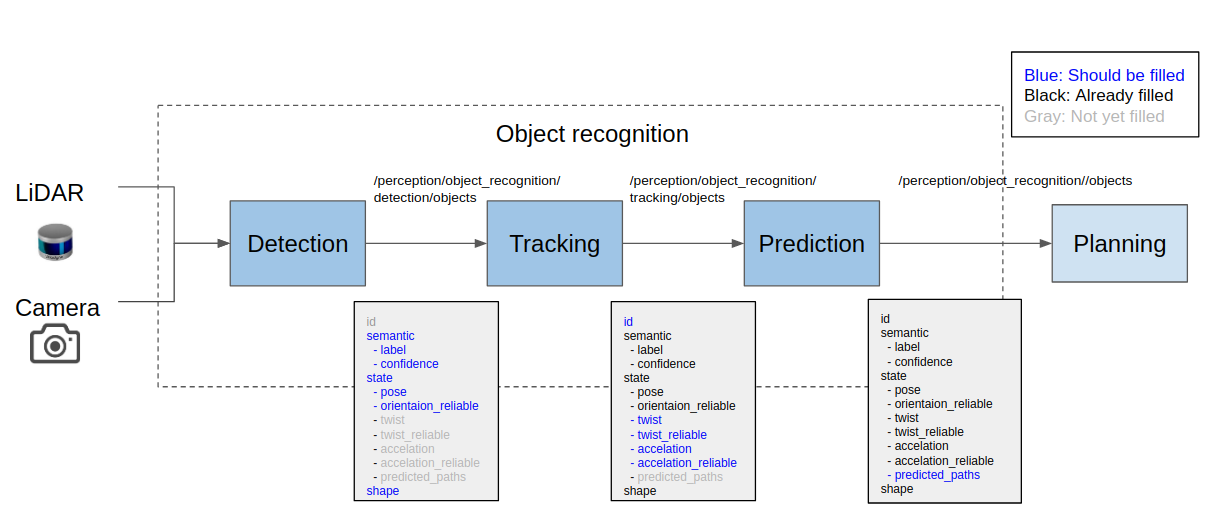 Blue: Should be filled
Black: Already filled
Gray: Not yet filled
Object recognition
LiDAR
Camera
/perception/object_recognition/
detection/objects
/perception/object_recognition/
tracking/objects
/perception/object_recognition//objects
Detection
Tracking
Prediction
Planning
id
semantic
- label
- confidence
state
- pose
- orientaion_reliable
- twist
- twist_reliable
- accelation
- accelation_reliable
- predicted_paths
shape
id
semantic
- label
- confidence
state
- pose
- orientaion_reliable
- twist
- twist_reliable
- accelation
- accelation_reliable
- predicted_paths
shape
id
semantic
- label
- confidence
state
- pose
- orientaion_reliable
- twist
- twist_reliable
- accelation
- accelation_reliable
- predicted_paths
shape